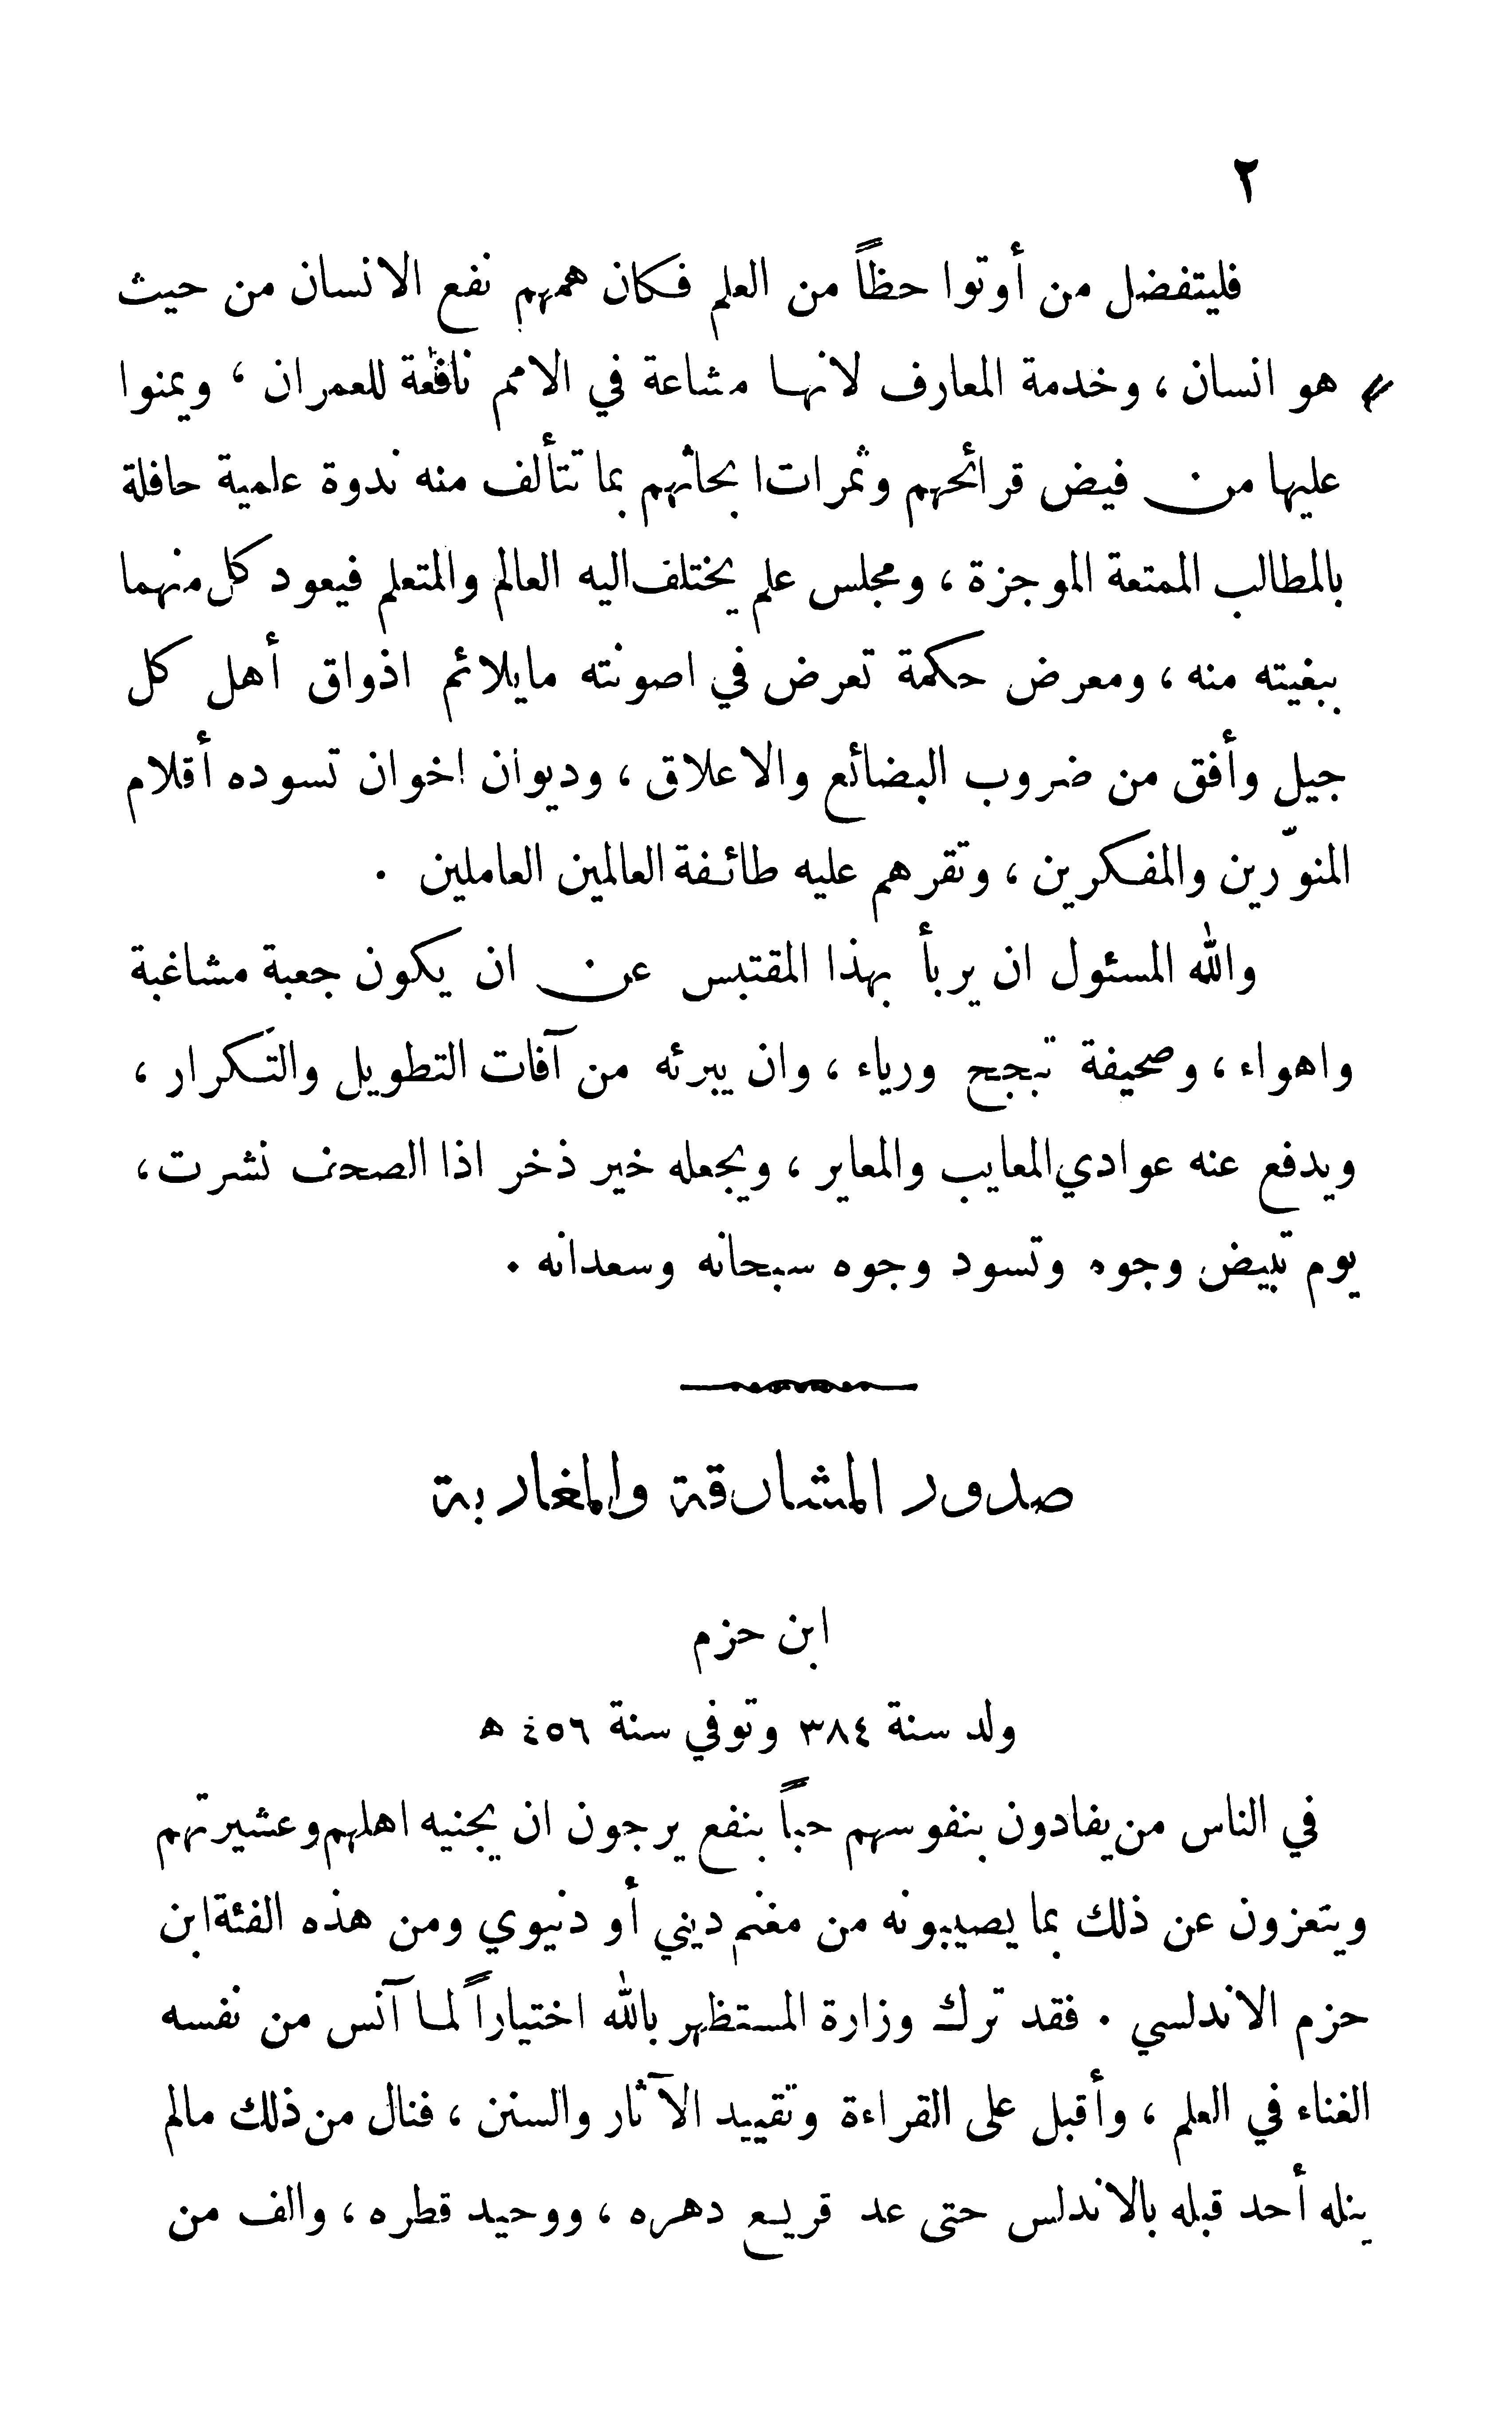 ٢
فليتفضل من أوتوا حظاً من العلم فكان همهم نفع الانسان من حيث
هو انسان ، وخدمة المعارف لانها مشاعة في الامم نافعة للعمران ، ويمنوا
عليها من فيض قرائحهم وثمرات ابحاثهم بما تتألف منه ندوة علمية حافلة
بالمطالب الممتعة الموجزة ، ومجلس علم يختلف اليه العالم والمتعلم فيعود كل منهما
ببغيته منه ، ومعرض حكمة تعرض في اصونته مايلائم اذواق أهل كل
جيل وأفق من ضروب البضائع والاعلاق ، وديوان اخوان تسوده أقلام
المنوّرين والمفكرين ، وتقرهم عليه طائفة العالمين العاملين .
والله المسئول ان يربأ بهذا المقتبس عن ان يكون جعبة مشاغبة
واهواء ، وصحيفة تبجح ورياء ، وان يبرئه من آفات التطويل والتكرار ،
ويدفع عنه عوادي المعايب والمعاير ، ويجعله خير ذخر اذا الصحف نشرت ،
يوم تبيض وجوه وتسود وجوه سبحانه وسعدانه .
صدور المشارقة والمغاربة
ابن حزم
ولد سنة ٣٨٤ وتوفي سنة ٤٥٦ ه
في الناس من يفادون بنفوسهم حباً بنفع يرجون ان يجنيه اهلهم وعشيرتهم
ويتعزون عن ذلك بما يصيبونه من مغنم ديني أو دنيوي ومن هذه الفئة ابن
حزم الاندلسي . فقد ترك وزارة المستظهر بالله اختياراً لما آنس من نفسه
الغناء في العلم ، وأقبل على القراءة وتقييد الآثار والسنن ، فنال من ذلك مالم
ينله أحد قبله بالاندلس حتى عد قريع دهره ، ووحيد قطره ، والف من